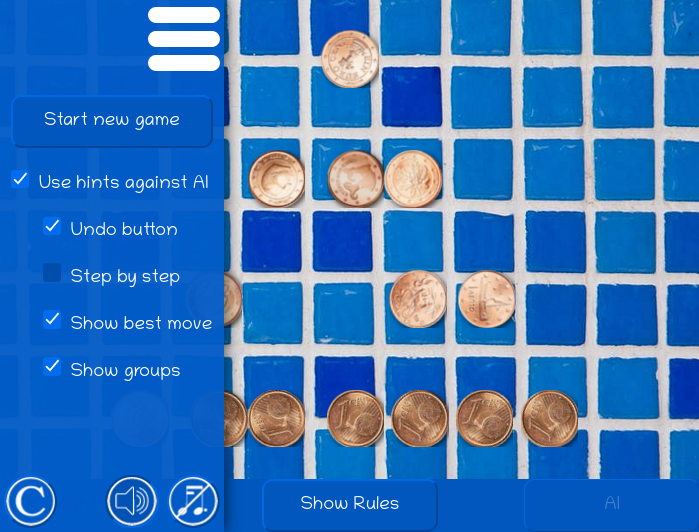 Start new game
Use hints against AI
Undo button
Step by step
Show best move
Show groups
C
Show Rules
AI